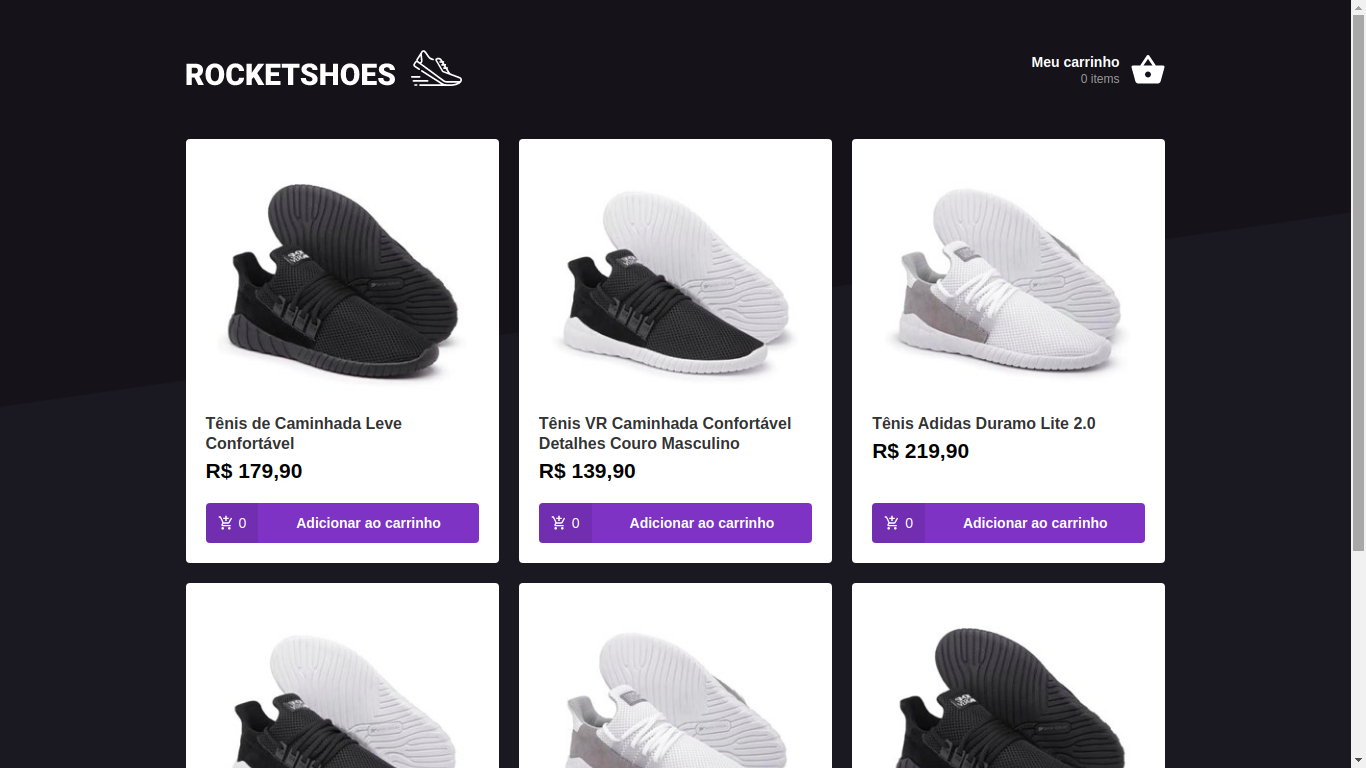 ROCKETSHOES
Meu carrinho
0 items
Tênis de Caminhada Leve
Confortável
R$ 179,90
0 Adicionar ao carrinho
Tênis VR Caminhada Confortável
Detalhes Couro Masculino
R$ 139,90
0 Adicionar ao carrinho
Tênis Adidas Duramo Lite 2.0
R$ 219,90
0 Adicionar ao carrinho